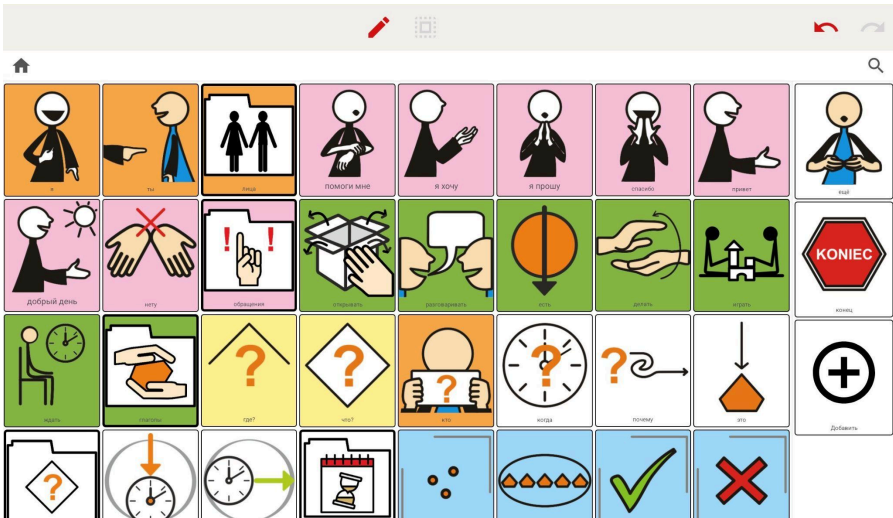 я
ты
лица
помоги мне
я хочу
я прошу
спасибо
привет
ещё
добрый день
нету
! !
обращения
открывать
разговаривать
есть
делать
играть
KONIEC
конец
ждать
?
глаголы
где?
?
что?
?
кто
?
когда
?
почему
это
Добавить
?